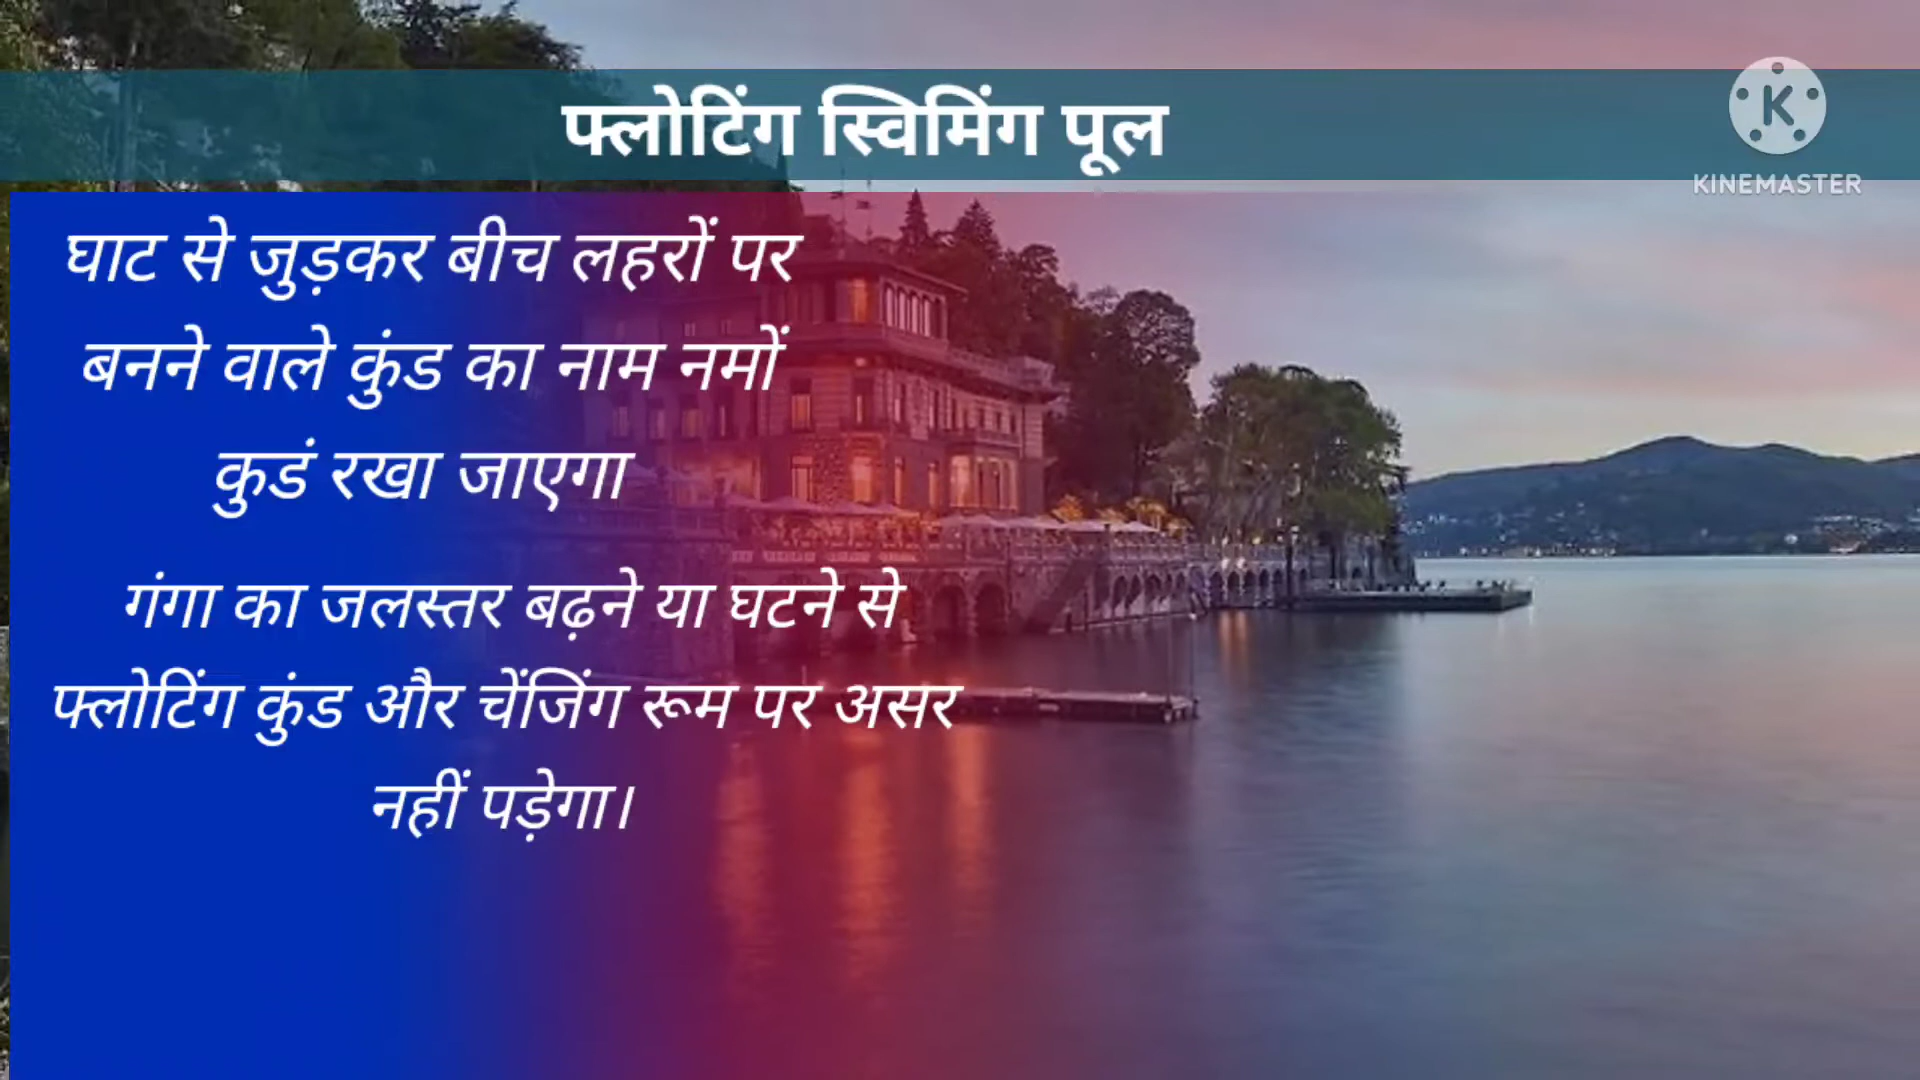 फ्लोटिंग स्विमिंग पूल
KINEMASTER
घाट से जुड़कर बीच लहरों पर
बनने वाले कुंड का नाम नमों
कुडं रखा जाएगा
गंगा का जलस्तर बढ़ने या घटने से
फ्लोटिंग कुंड और चेंजिंग रूम पर असर
नहीं पड़ेगा।